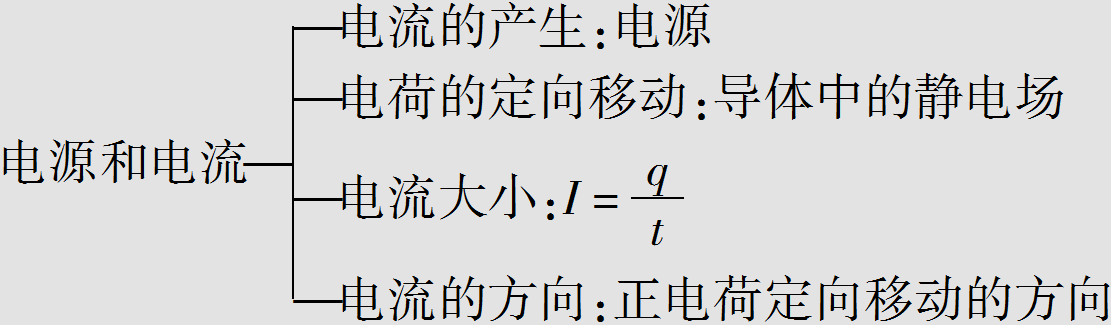 电源和电流
电流的产生:电源
电荷的定向移动:导体中的静电场
电流大小:I = q/t
电流的方向:正电荷定向移动的方向